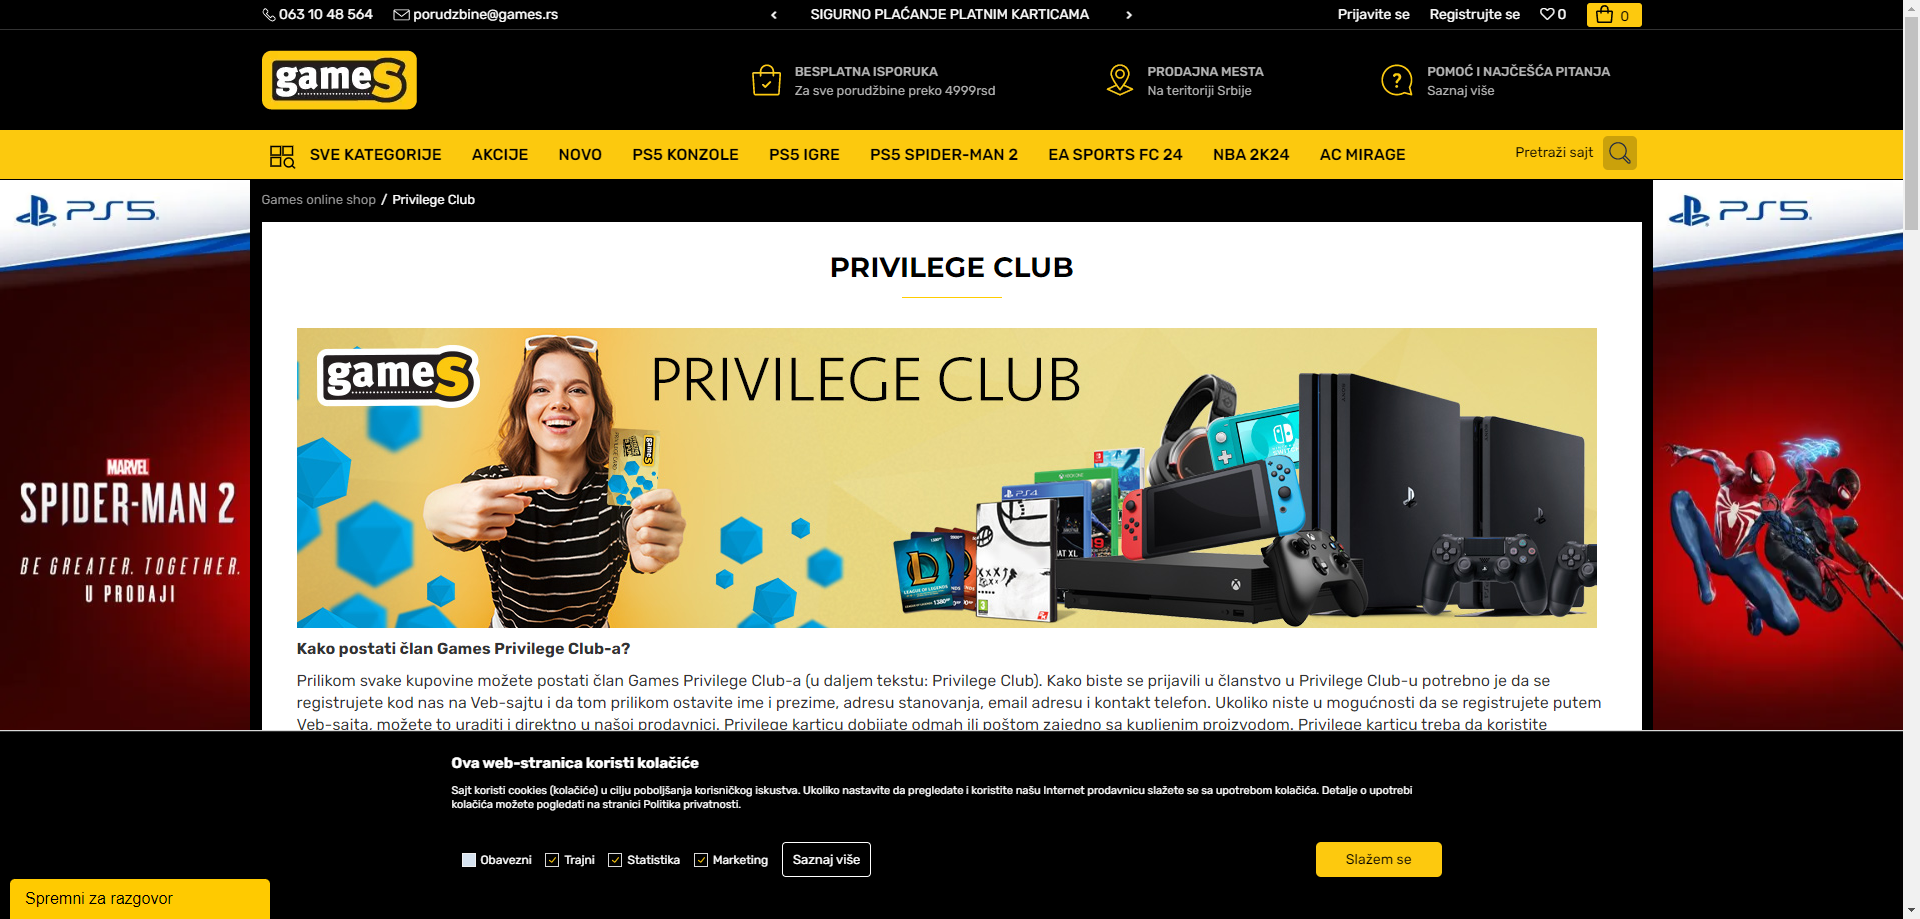 063 10 48 564
porudzbine@games.rs
SIGURNO PLAĆANJE PLATNIM KARTICAMA
Prijavite se
Registrujte se
0
0
gameS
BESPLATNA ISPORUKA
Za sve porudžbine preko 4999rsd
PRODAJNA MESTA
Na teritoriji Srbije
POMOĆ I NAJČEŠĆA PITANJA
Saznaj više
SVE KATEGORIJE
AKCIJE
NOVO
PS5 KONZOLE
PS5 IGRE
PS5 SPIDER-MAN 2
EA SPORTS FC 24
NBA 2K24
AC MIRAGE
Pretraži sajt
PS5
MARVEL
SPIDER-MAN 2
BE GREATER. TOGETHER.
U PRODAJI
PS5
Games online shop / Privilege Club
PRIVILEGE CLUB
gameS
PRIVILEGE CLUB
gameS
PS4
LEAGUE OF LEGENDS
1380
Kako postati član Games Privilege Club-a?
Prilikom svake kupovine možete postati član Games Privilege Club-a (u daljem tekstu: Privilege Club). Kako biste se prijavili u članstvo u Privilege Club-u potrebno je da se
registrujete kod nas na Veb-sajtu i da tom prilikom ostavite ime i prezime, adresu stanovanja, email adresu i kontakt telefon. Ukoliko niste u mogućnosti da se registrujete putem
Veb-sajta, možete to uraditi i direktno u našoj prodavnici. Privilege karticu dobijate odmah ili poštom zajedno sa kupljenim proizvodom. Privilege karticu treba da koristite
Ova web-stranica koristi kolačiće
Sajt koristi cookies (kolačiće) u cilju poboljšanja korisničkog iskustva. Ukoliko nastavite da pregledate i koristite našu Internet prodavnicu slažete se sa upotrebom kolačića. Detalje o upotrebi
kolačića možete pogledati na stranici Politika privatnosti.
Obavezni
Trajni
Statistika
Marketing
Saznaj više
Slažem se
Spremni za razgovor